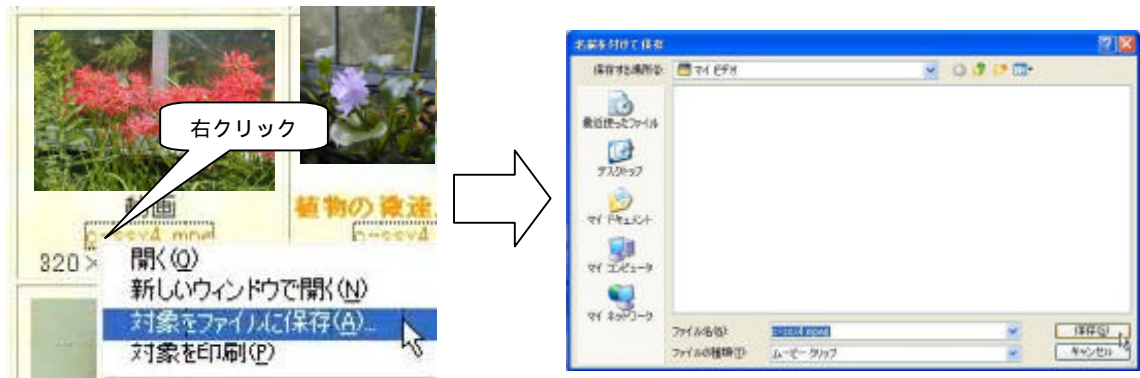 右クリック
動画
植物の
320×
開く(O)
新しいウィンドウで開く(N)
対象をファイルに保存(A)...
対象を印刷(P)
名前を付けて保存
保存する場所(I):
マイ ビデオ
最近使ったファイル
デスクトップ
マイ ドキュメント
マイ コンピュータ
マイ ネットワーク
ファイル名(N):
保存(S)
ファイルの種類(T):
ムービー クリップ
キャンセル